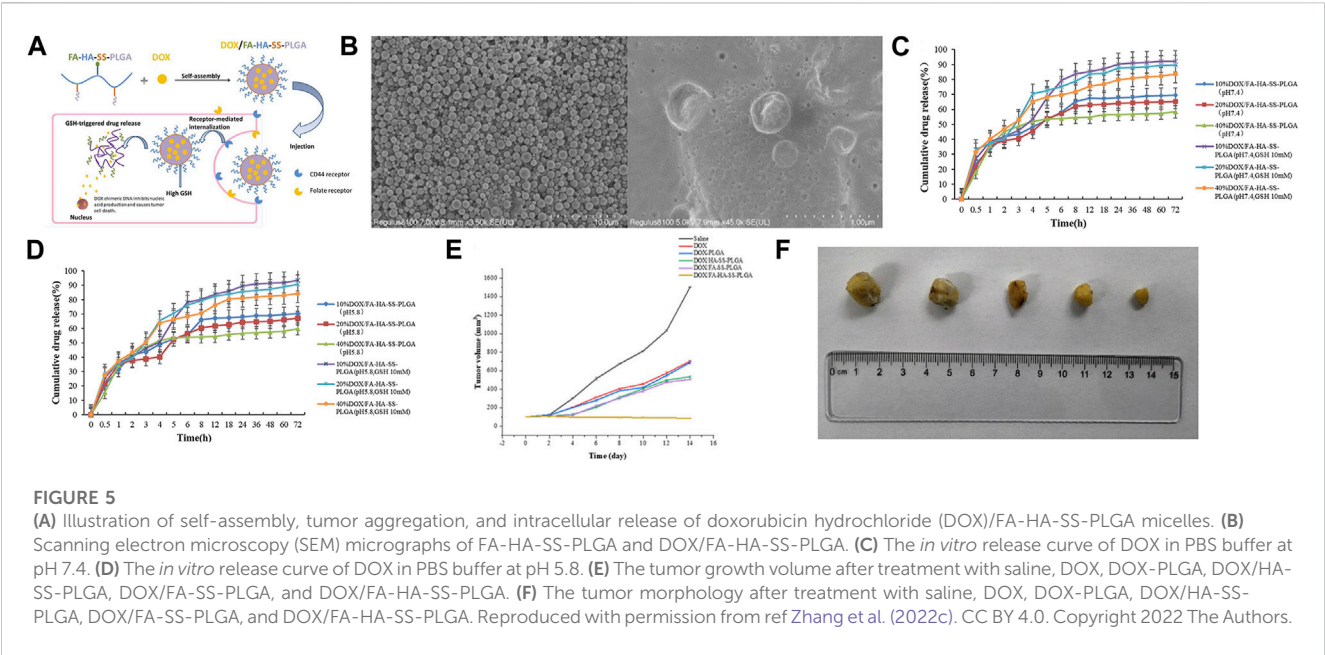 A
FA-HA-SS-PLGA
DOX
DOX/FA-HA-SS-PLGA
+
Self-assembly
GSH-triggered drug release
Receptor-mediated
internalization
Injection
High GSH
CD44 receptor
Folate receptor
DOX chimeric DNA inhibits nucleic
acid production and causes tumor
cell death.
Nucleus
B
10.0um
1.00um
C
Cumulative drug release(%)
100
90
80
70
60
50
40
30
20
10
0
0 0.5 1 2 3 4 5 6 8 12 18 24 36 48 60 72
Time(h)
10%DOX/FA-HA-SS-PLGA
(pH7.4)
20%DOX/FA-HA-SS-PLGA
(pH7.4)
40%DOX/FA-HA-SS-PLGA
(pH7.4)
10%DOX/FA-HA-SS-
PLGA(pH7.4,GSH 10mM)
20%DOX/FA-HA-SS-
PLGA(pH7.4,GSH 10mM)
40%DOX/FA-HA-SS-
PLGA(pH7.4,GSH 10mM)
D
Cumulative drug release(%)
100
90
80
70
60
50
40
30
20
10
0
0 0.5 1 2 3 4 5 6 8 12 18 24 36 48 60 72
Time(h)
10%DOX/FA-HA-SS-PLGA
(pH5.8)
20%DOX/FA-HA-SS-PLGA
(pH5.8)
40%DOX/FA-HA-SS-PLGA
(pH5.8)
10%DOX/FA-HA-SS-
PLGA(pH5.8,GSH 10mM)
20%DOX/FA-HA-SS-
PLGA(pH5.8,GSH 10mM)
40%DOX/FA-HA-SS-
PLGA(pH5.8,GSH 10mM)
E
Saline
DOX
DOX-PLGA
DOX/HA-SS-PLGA
DOX/FA-SS-PLGA
DOX/FA-HA-SS-PLGA
Tumor volume (mm³)
1600
1400
1200
1000
800
600
400
200
0
-2 0 2 4 6 8 10 12 14 16
Time (day)
F
0 cm 1 2 3 4 5 6 7 8 9 10 11 12 13 14 15
FIGURE 5
(A) Illustration of self-assembly, tumor aggregation, and intracellular release of doxorubicin hydrochloride (DOX)/FA-HA-SS-PLGA micelles. (B)
Scanning electron microscopy (SEM) micrographs of FA-HA-SS-PLGA and DOX/FA-HA-SS-PLGA. (C) The in vitro release curve of DOX in PBS buffer at
pH 7.4. (D) The in vitro release curve of DOX in PBS buffer at pH 5.8. (E) The tumor growth volume after treatment with saline, DOX, DOX-PLGA, DOX/HA-
SS-PLGA, DOX/FA-SS-PLGA, and DOX/FA-HA-SS-PLGA. (F) The tumor morphology after treatment with saline, DOX, DOX-PLGA, DOX/HA-SS-
PLGA, DOX/FA-SS-PLGA, and DOX/FA-HA-SS-PLGA. Reproduced with permission from ref Zhang et al. (2022c). CC BY 4.0. Copyright 2022 The Authors.